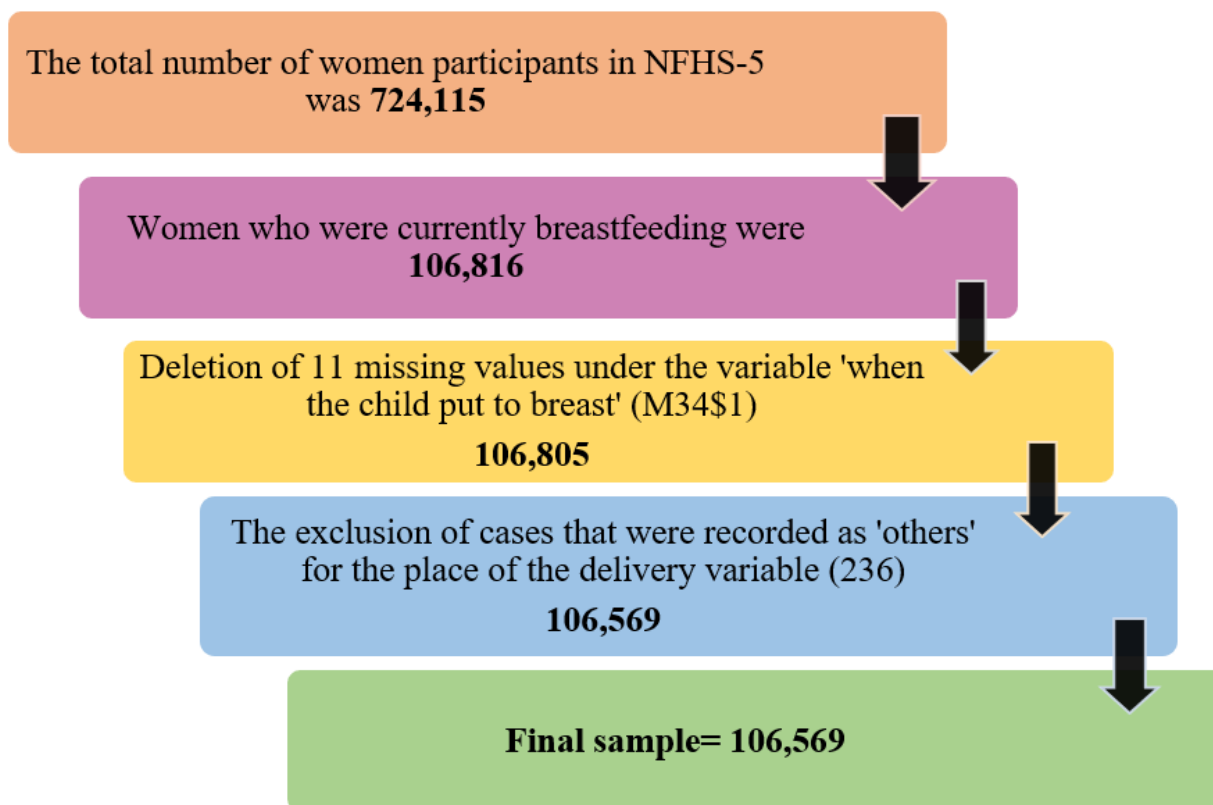 The total number of women participants in NFHS-5
was 724,115
Women who were currently breastfeeding were
106,816
Deletion of 11 missing values under the variable 'when
the child put to breast' (M34$1)
106,805
The exclusion of cases that were recorded as 'others'
for the place of the delivery variable (236)
106,569
Final sample= 106,569